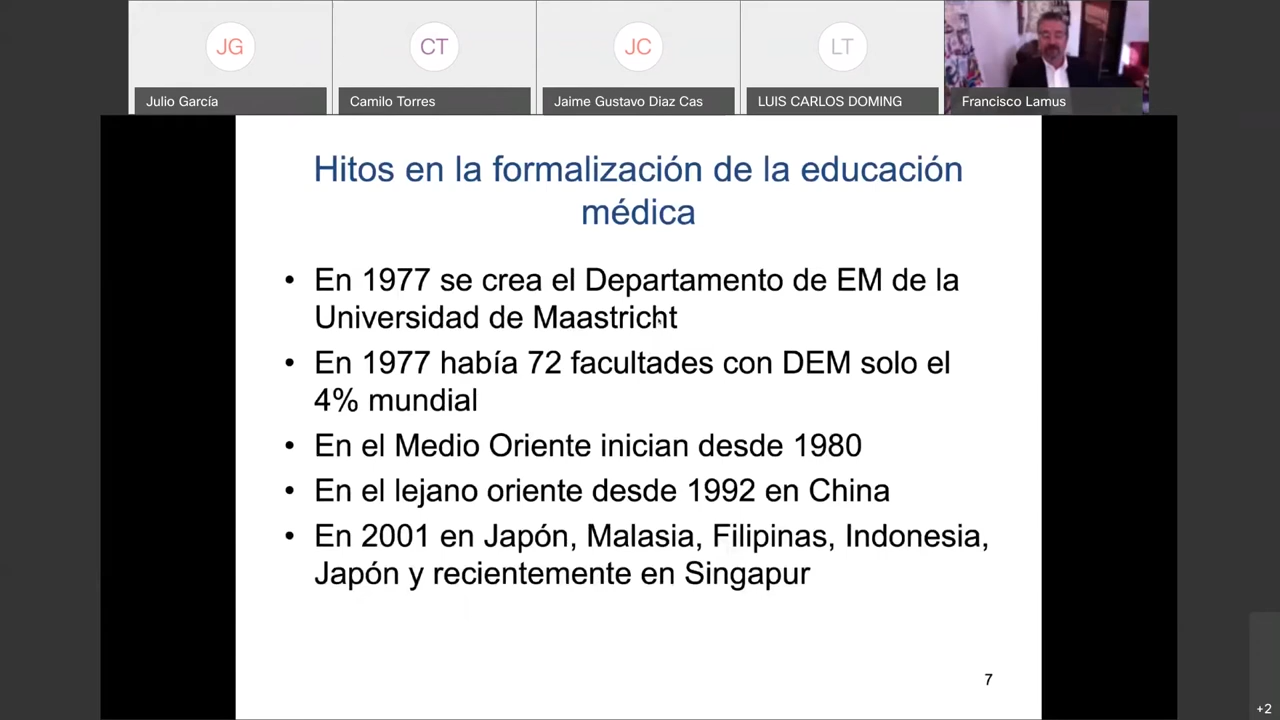 JG
CT
JC
LT
Julio García
Camilo Torres
Jaime Gustavo Diaz Cas
LUIS CARLOS DOMING
Francisco Lamus
Hitos en la formalización de la educación
médica
• En 1977 se crea el Departamento de EM de la
Universidad de Maastricht
• En 1977 había 72 facultades con DEM solo el
4% mundial
• En el Medio Oriente inician desde 1980
• En el lejano oriente desde 1992 en China
• En 2001 en Japón, Malasia, Filipinas, Indonesia,
Japón y recientemente en Singapur
7
+2